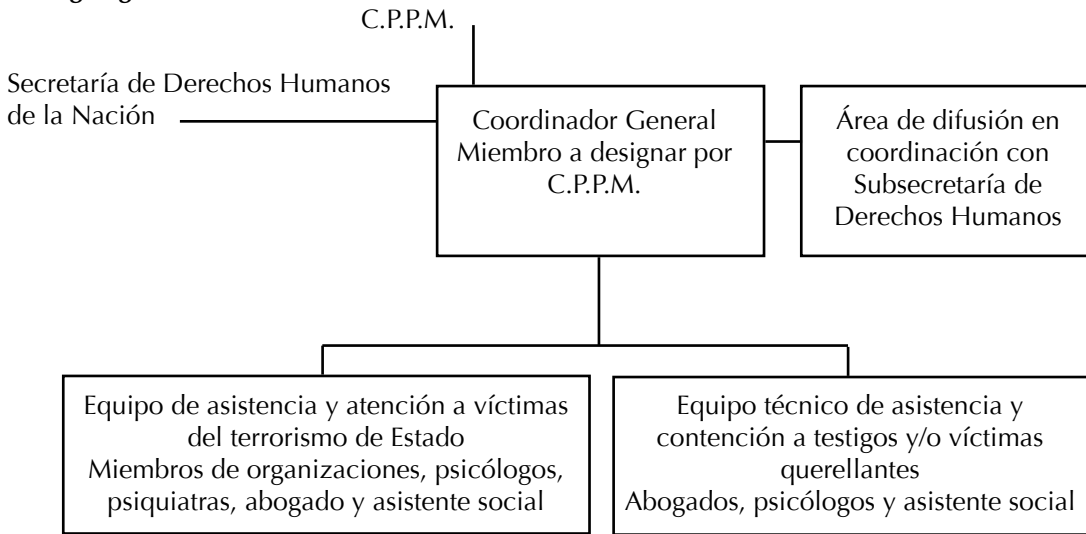 C.P.P.M.
Secretaría de Derechos Humanos
de la Nación
Coordinador General
Miembro a designar por
C.P.P.M.
Área de difusión en
coordinación con
Subsecretaría de
Derechos Humanos
Equipo de asistencia y atención a víctimas
del terrorismo de Estado
Miembros de organizaciones, psicólogos,
psiquiatras, abogado y asistente social
Equipo técnico de asistencia y
contención a testigos y/o víctimas
querellantes
Abogados, psicólogos y asistente social